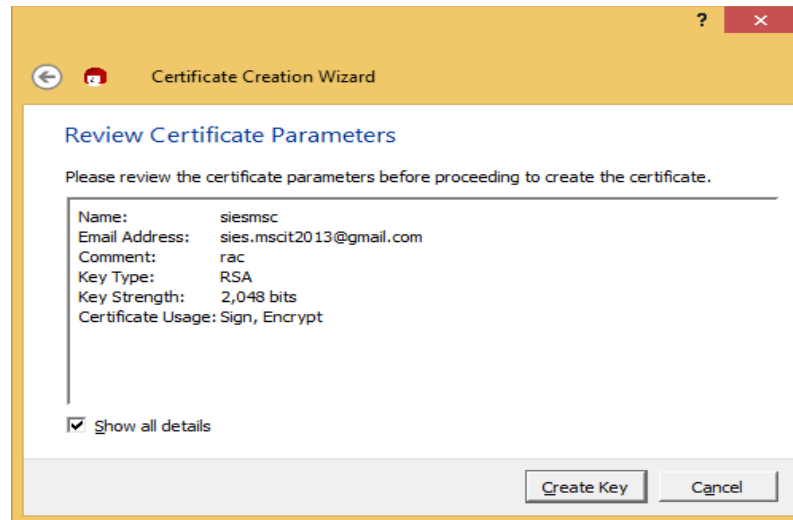 ?
Certificate Creation Wizard
Review Certificate Parameters
Please review the certificate parameters before proceeding to create the certificate.
Name: siesmsc
Email Address: sies.mscit2013@gmail.com
Comment: rac
Key Type: RSA
Key Strength: 2,048 bits
Certificate Usage: Sign, Encrypt
Show all details
Create Key Cancel